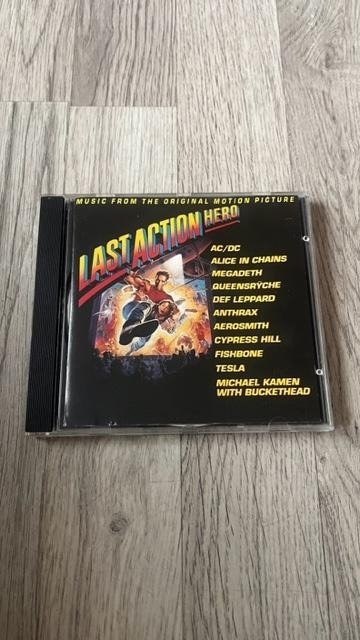 MUSIC FROM THE ORIGINAL MOTION PICTURE
LAST ACTION HERO
AC/DC
ALICE IN CHAINS
MEGADETH
QUEENSRŸCHE
DEF LEPPARD
ANTHRAX
AEROSMITH
CYPRESS HILL
FISHBONE
TESLA
MICHAEL KAMEN
WITH BUCKETHEAD